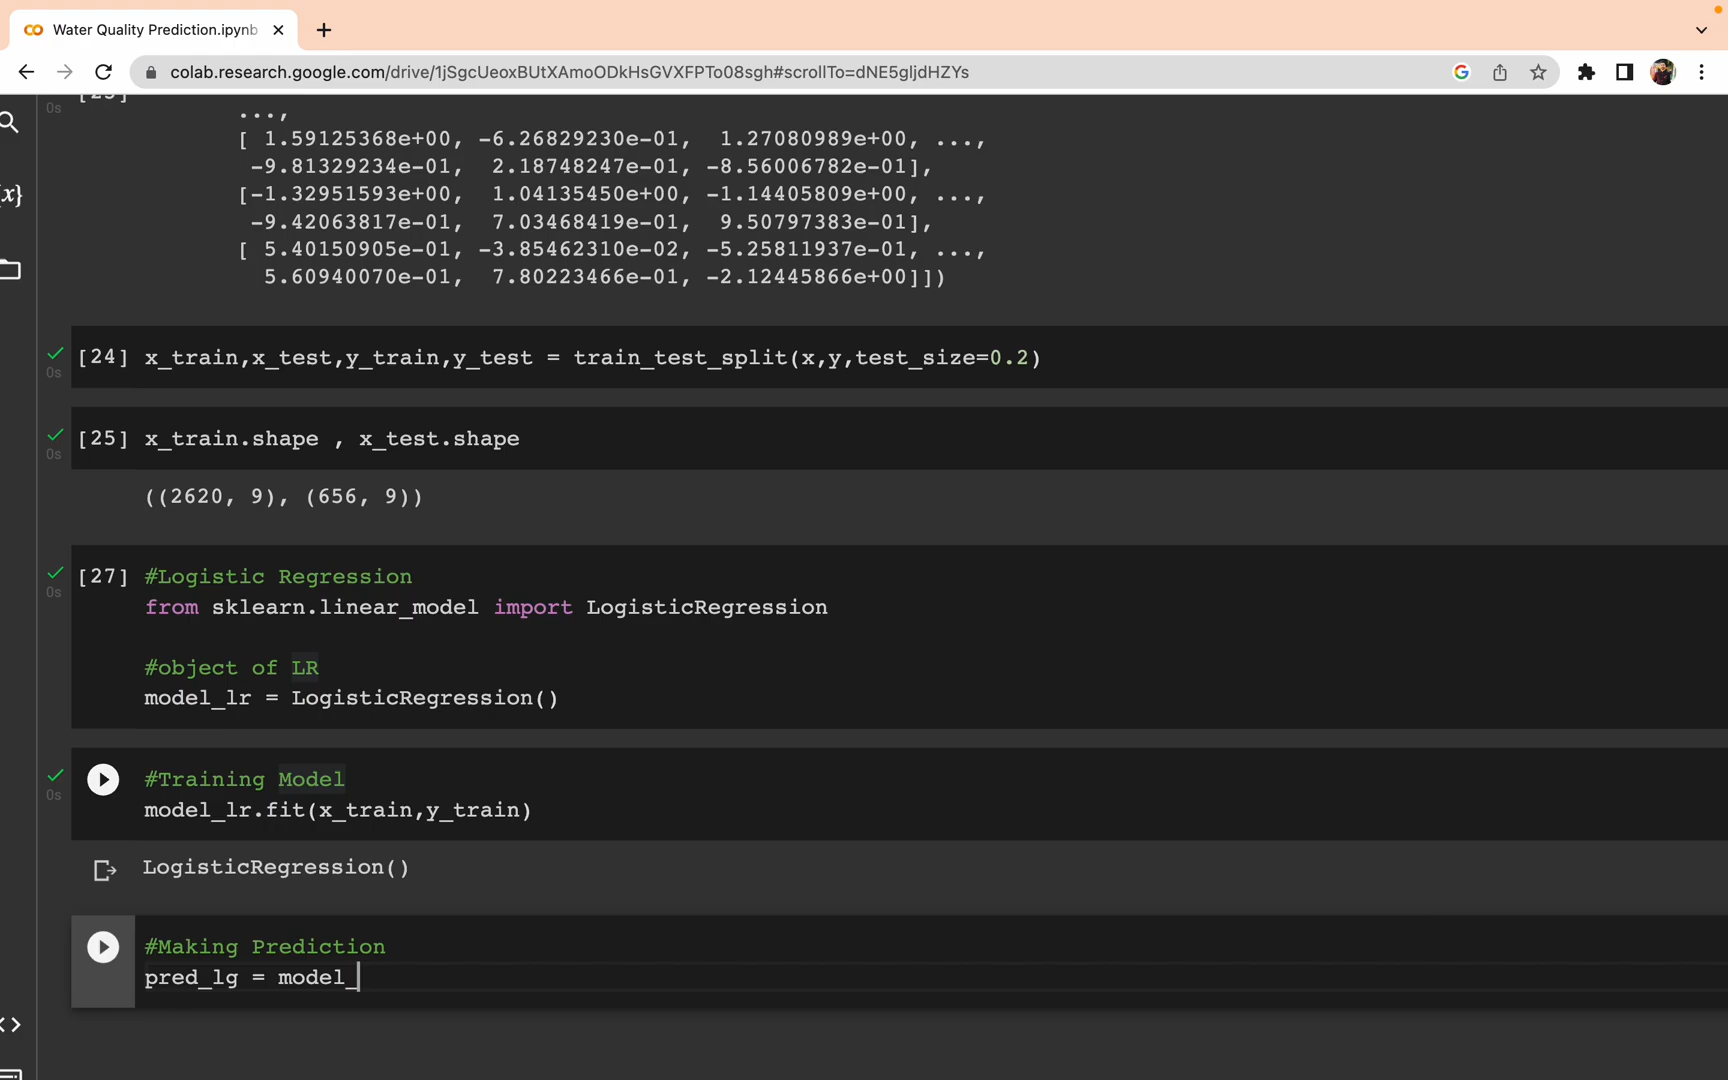 Water Quality Prediction.ipynb
colab.research.google.com/drive/1jSgcUeoxBUtXAmoODkHsGVXFPTo08sgh#scrollTo=dNE5gljdHZYs
0s
...,
[ 1.59125368e+00, -6.26829230e-01, 1.27080989e+00, ...,
-9.81329234e-01, 2.18748247e-01, -8.56006782e-01],
[-1.32951593e+00, 1.04135450e+00, -1.14405809e+00, ...,
-9.42063817e-01, 7.03468419e-01, 9.50797383e-01],
[ 5.40150905e-01, -3.85462310e-02, -5.25811937e-01, ...,
5.60940070e-01, 7.80223466e-01, -2.12445866e+00]])
[24] x_train,x_test,y_train,y_test = train_test_split(x,y,test_size=0.2)
0s
[25] x_train.shape , x_test.shape
0s
((2620, 9), (656, 9))
[27] #Logistic Regression
0s
from sklearn.linear_model import LogisticRegression
#object of LR
model_lr = LogisticRegression()
#Training Model
0s
model_lr.fit(x_train,y_train)
LogisticRegression()
#Making Prediction
pred_lg = model_